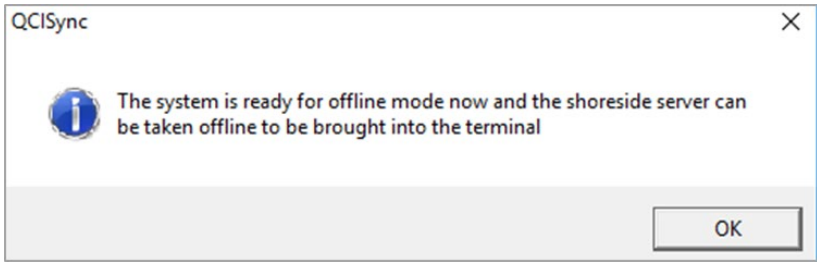 QCISync
The system is ready for offline mode now and the shoreside server can
be taken offline to be brought into the terminal
OK